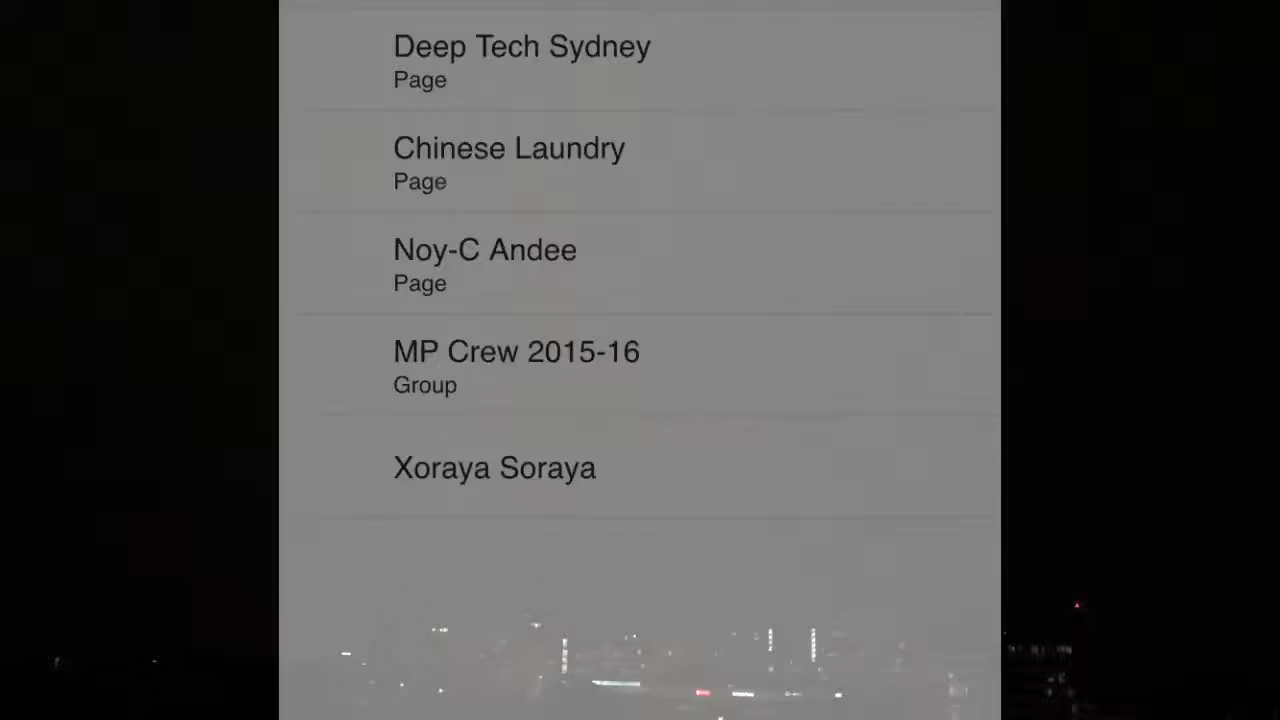 Deep Tech Sydney
Page
Chinese Laundry
Page
Noy-C Andee
Page
MP Crew 2015-16
Group
Xoraya Soraya